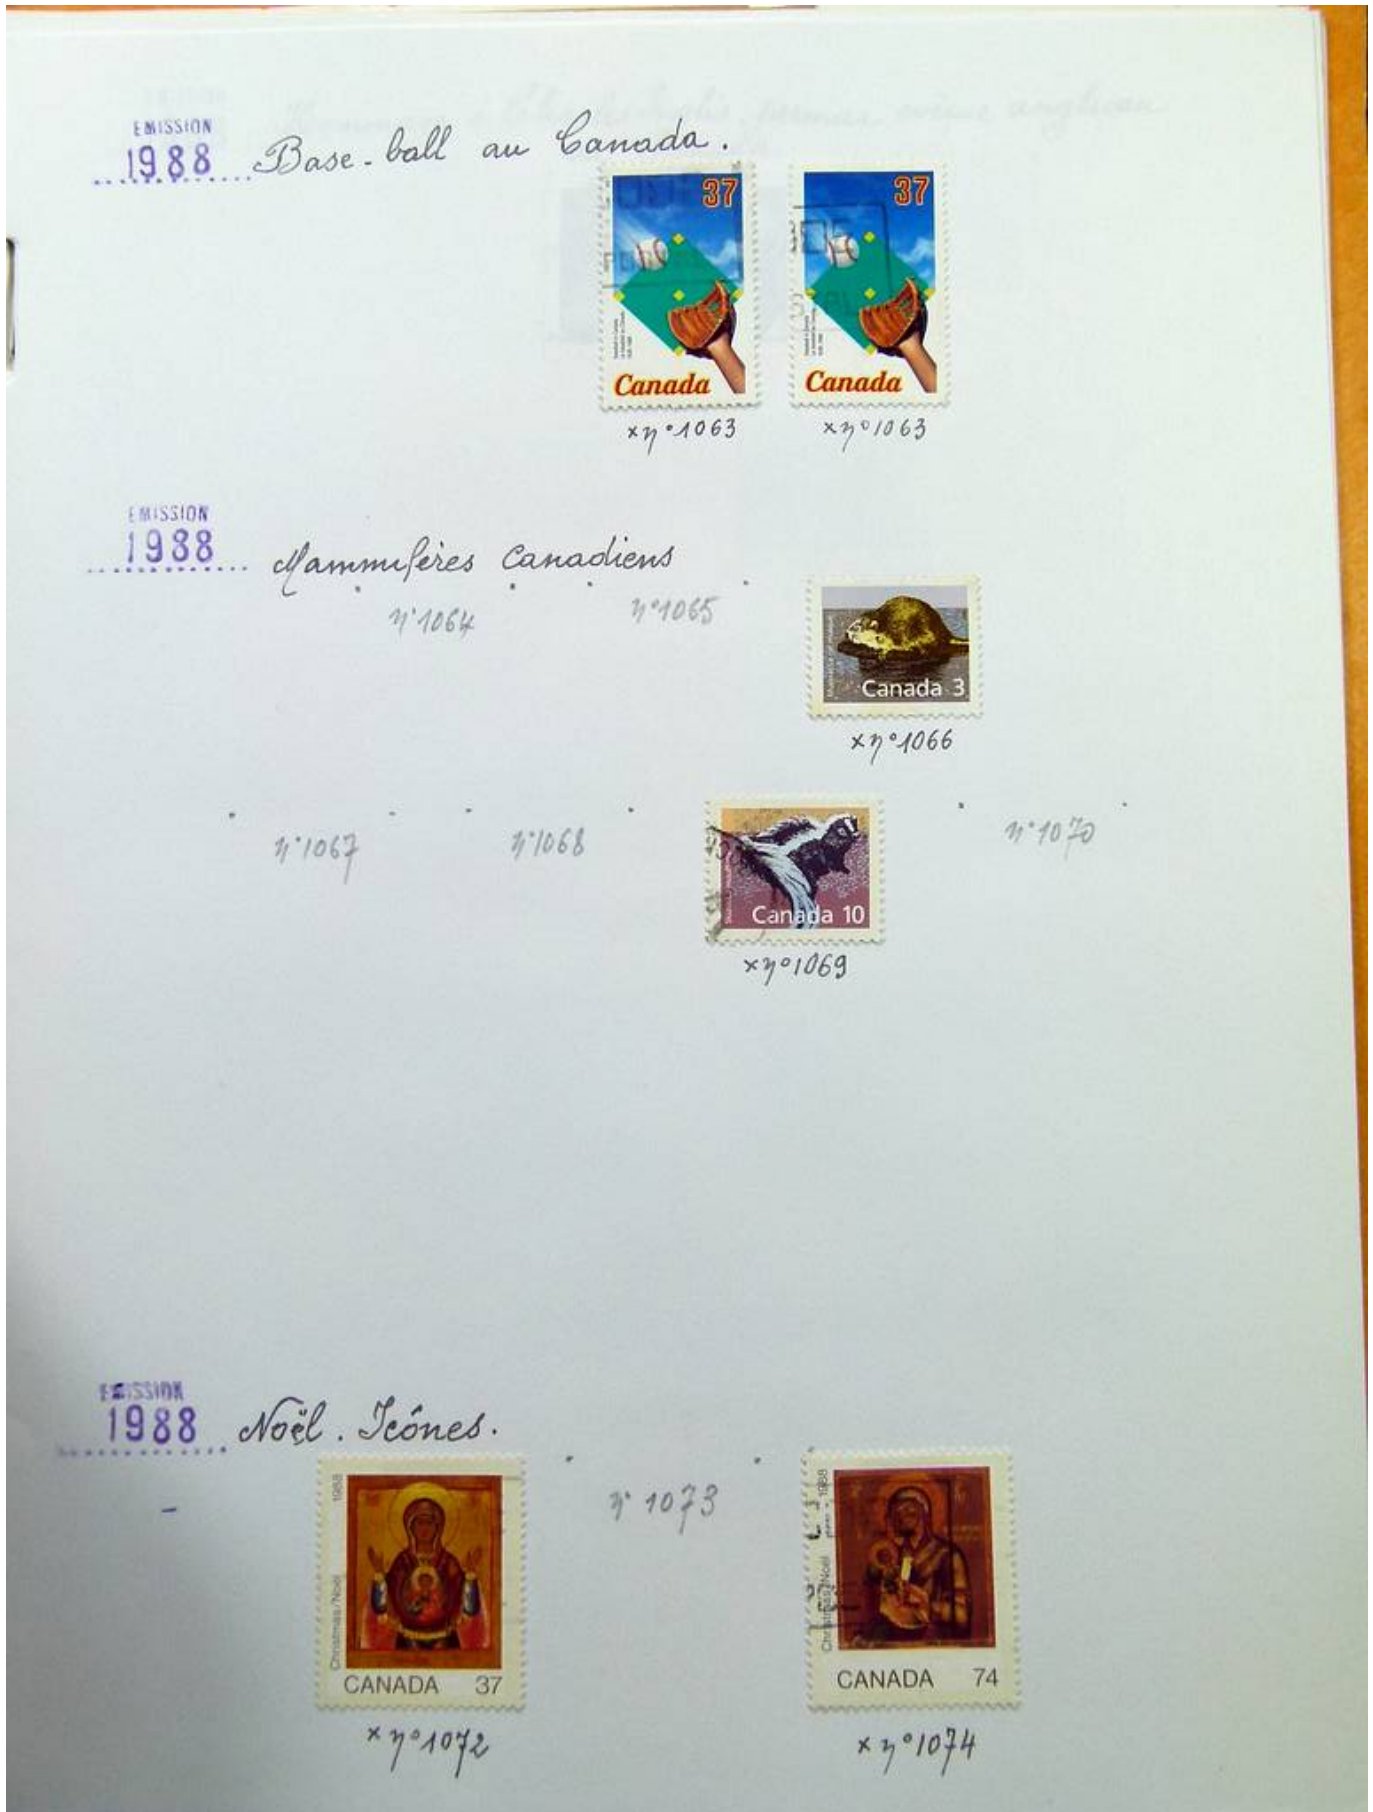 EMISSION
1988 Base-ball au Canada.
37
Canada
37
Canada
x n° 1063
x n° 1063
EMISSION
1988 Mammifères Canadiens
n° 1064
n° 1065
Canada 3
x n° 1066
n° 1067
n° 1068
Canada 10
x n° 1069
n° 1070
EMISSION
1988 Noël. Icônes.
Christmas/Noël 1988
CANADA 37
x n° 1072
n° 1073
Christmas/Noël 1988
CANADA 74
x n° 1074